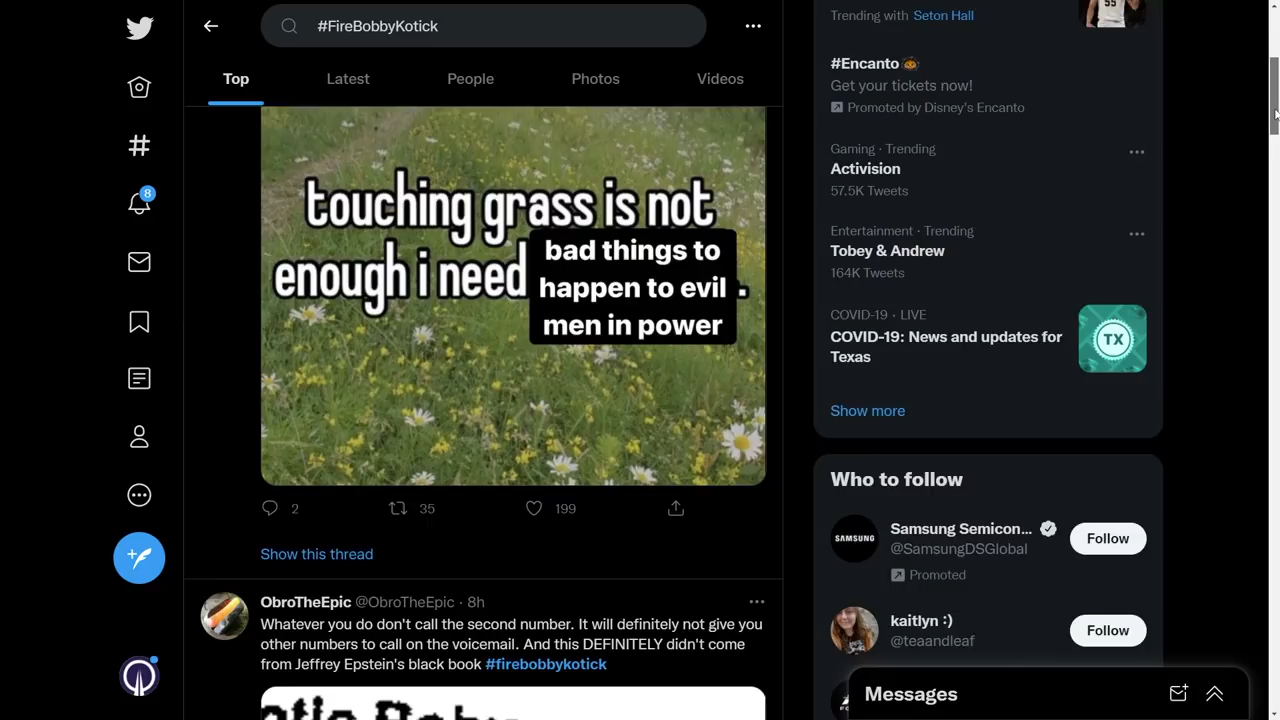 #FireBobbyKotick
Top
Latest
People
Photos
Videos
touching grass is not
enough i need
bad things to
happen to evil
men in power
.
2
35
199
Show this thread
ObroTheEpic @ObroTheEpic · 8h
Whatever you do don't call the second number. It will definitely not give you
other numbers to call on the voicemail. And this DEFINITELY didn't come
from Jeffrey Epstein's black book #firebobbykotick
8
Trending with Seton Hall
55
#Encanto
Get your tickets now!
Promoted by Disney's Encanto
Gaming · Trending
Activision
57.5K Tweets
Entertainment · Trending
Tobey & Andrew
164K Tweets
COVID-19 · LIVE
COVID-19: News and updates for
Texas
TX
Show more
Who to follow
SAMSUNG
Samsung Semicon...
@SamsungDSGlobal
Promoted
Follow
kaitlyn :)
@teaandleaf
Follow
Messages